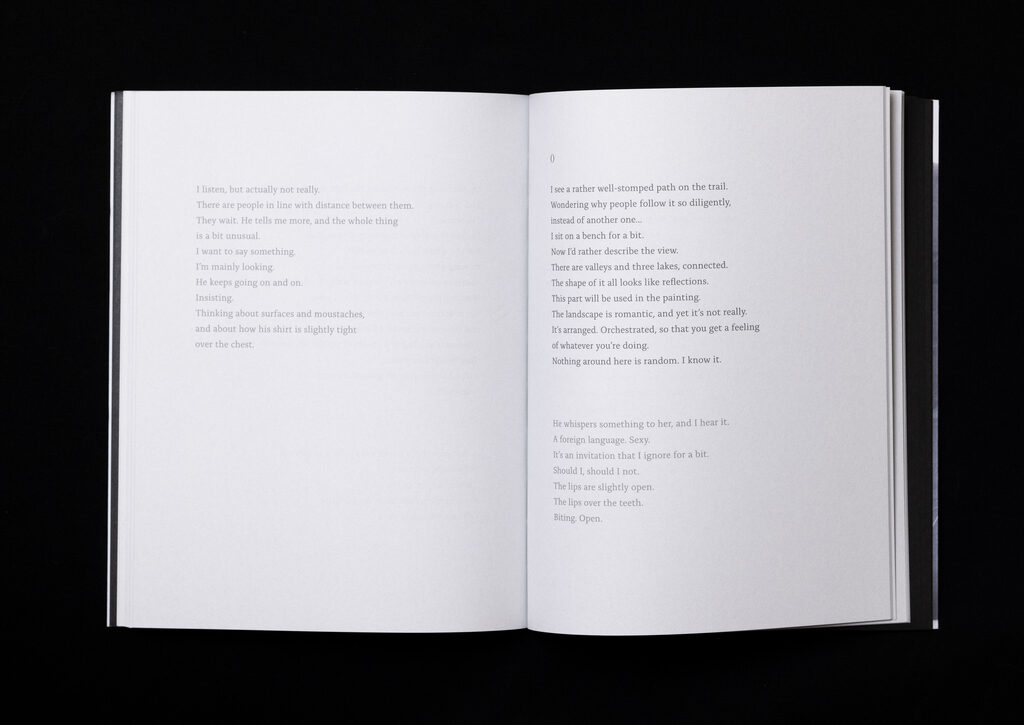 I listen, but actually not really.
There are people in line with distance between them.
They wait. He tells me more, and the whole thing
is a bit unusual.
I want to say something.
I'm mainly looking.
He keeps going on and on.
Insisting.
Thinking about surfaces and moustaches,
and about how his shirt is slightly tight
over the chest.
()
I see a rather well-stomped path on the trail.
Wondering why people follow it so diligently,
instead of another one...
I sit on a bench for a bit.
Now I'd rather describe the view.
There are valleys and three lakes, connected.
The shape of it all looks like reflections.
This part will be used in the painting.
The landscape is romantic, and yet it's not really.
It's arranged. Orchestrated, so that you get a feeling
of whatever you're doing.
Nothing around here is random. I know it.
He whispers something to her, and I hear it.
A foreign language. Sexy.
It's an invitation that I ignore for a bit.
Should I, should I not.
The lips are slightly open.
The lips over the teeth.
Biting. Open.